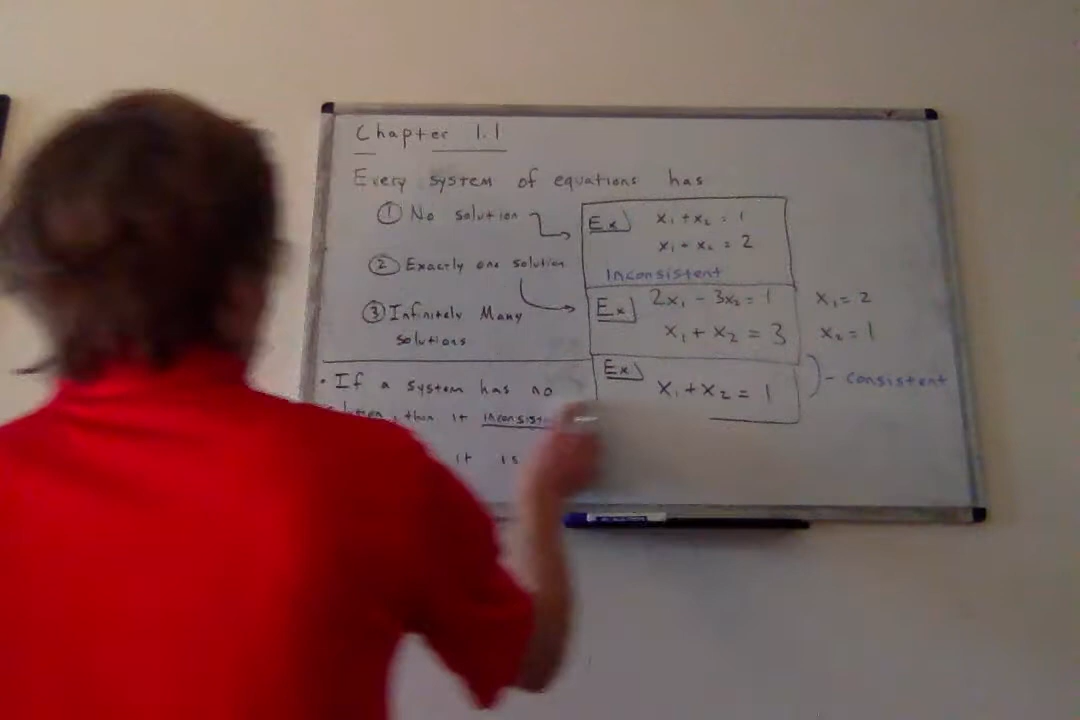 Chapter 1.1
Every system of equations has
① No solution
② Exactly one solution
③ Infinitely Many
solutions
Ex) x₁ + x₂ = 1
x₁ + x₂ = 2
Inconsistent
Ex) 2x₁ - 3x₂ = 1 x₁ = 2
x₁ + x₂ = 3 x₂ = 1
Ex) x₁ + x₂ = 1
- consistent
• If a system has no
, then it inconsist
it is